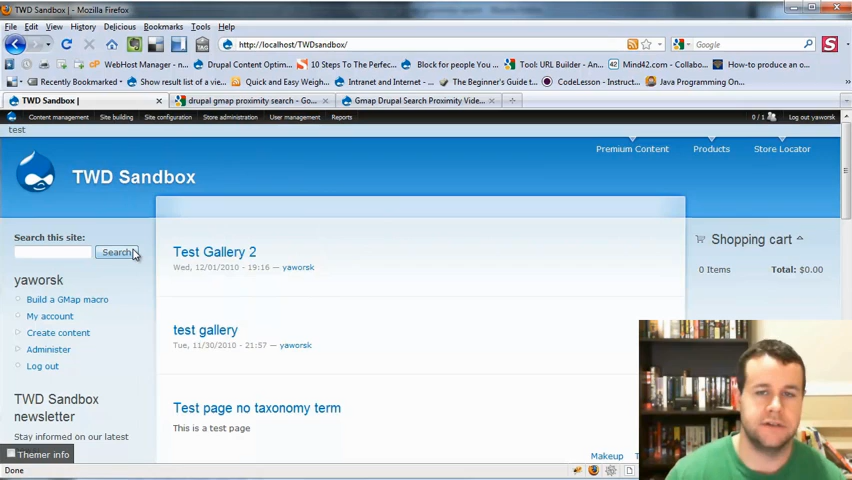 TWD Sandbox | - Mozilla Firefox
File Edit View History Delicious Bookmarks Tools Help
http://localhost/TWDsandbox/
Google
WebHost Manager Drupal Content Optim... 10 Steps To The Perfect ... Block for people You ... Tool: URL Builder - An... Mind42.com - Collabo... How-to produce an o...
Recently Bookmarked Show result list of a vie... Quick and Easy Weigh... Intranet and Internet - ... The Beginner's Guide t... CodeLesson - Instruct... Java Programming On...
TWD Sandbox | drupal gmap proximity search - Go... Gmap Drupal Search Proximity Vide...
Content management Site building Site configuration Store administration User management Reports 0 / 1 Log out yaworsk
test
Premium Content Products Store Locator
TWD Sandbox
Search this site:
Search
yaworsk
Build a GMap macro
My account
Create content
Administer
Log out
TWD Sandbox
newsletter
Stay informed on our latest
Themer info
Test Gallery 2
Wed, 12/01/2010 - 19:16 — yaworsk
test gallery
Tue, 11/30/2010 - 21:57 — yaworsk
Test page no taxonomy term
This is a test page
Makeup
Shopping cart
0 Items Total: $0.00
Done